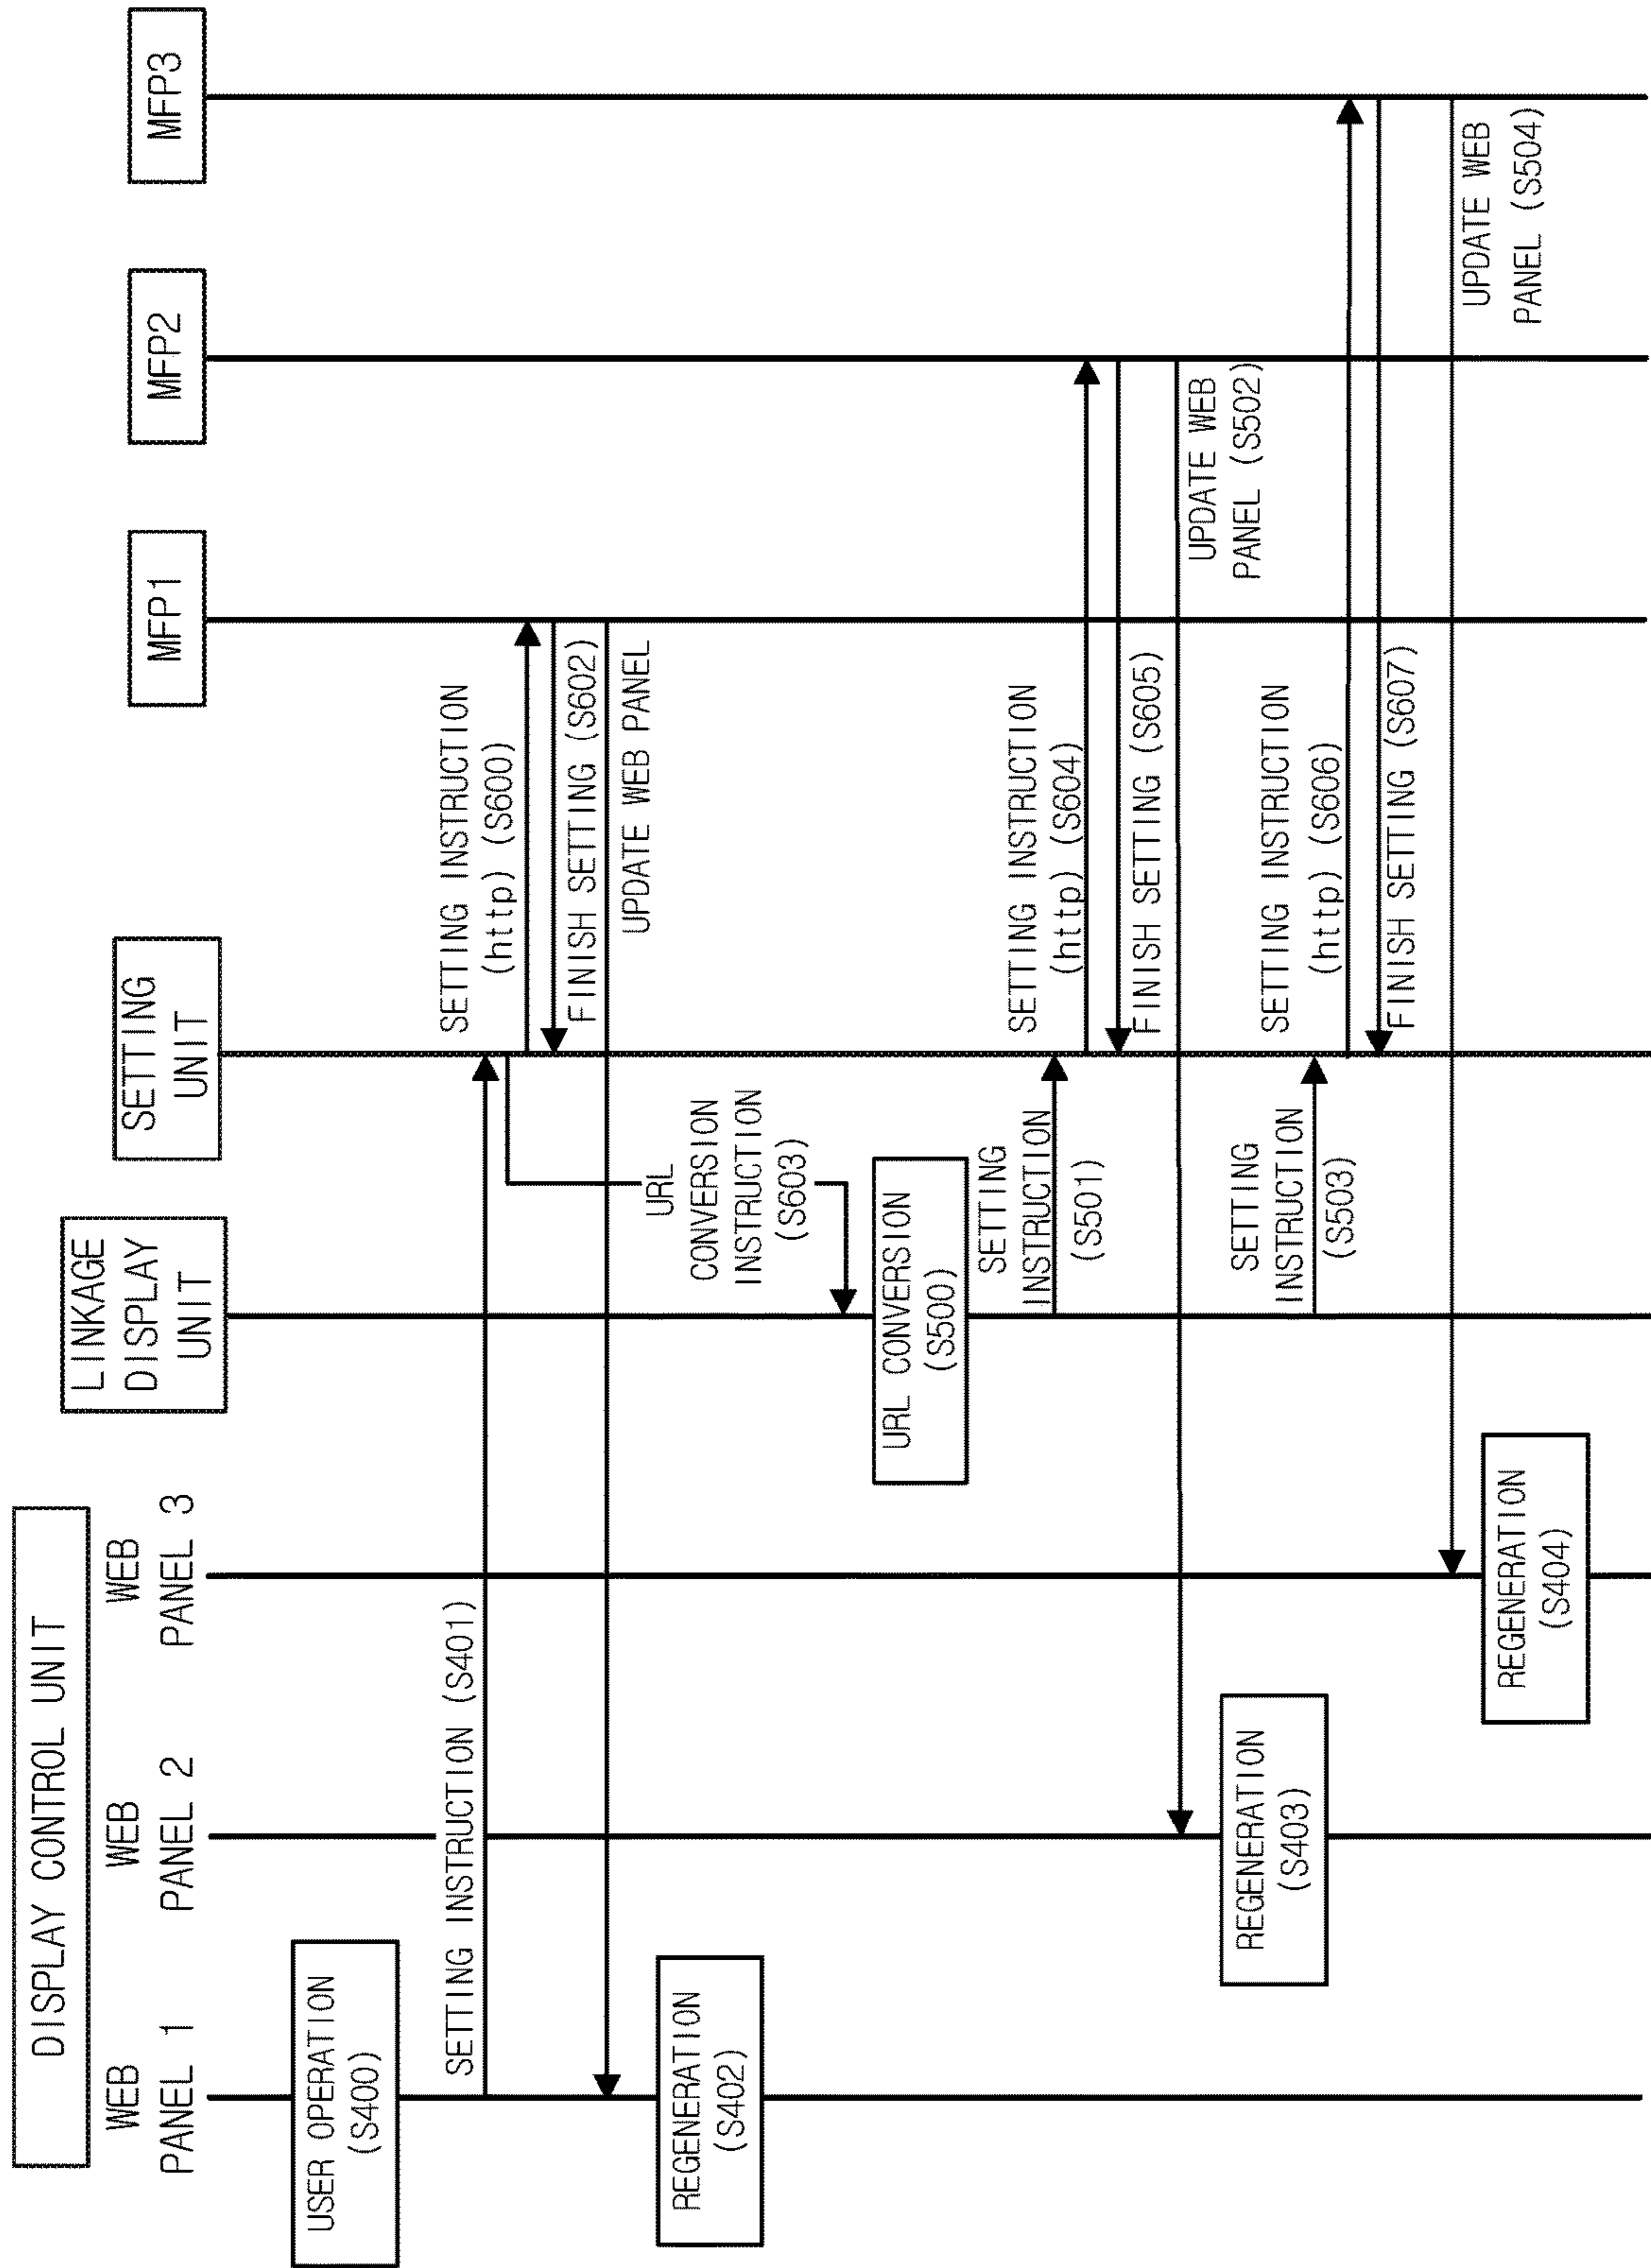 DISPLAY CONTROL UNIT
WEB
PANEL 1
WEB
PANEL 2
WEB
PANEL 3
LINKAGE
DISPLAY
UNIT
SETTING
UNIT
MFP1
MFP2
MFP3
USER OPERATION
(S400)
SETTING INSTRUCTION (S401)
SETTING INSTRUCTION
(http) (S600)
FINISH SETTING (S602)
UPDATE WEB PANEL
REGENERATION
(S402)
URL
CONVERSION
INSTRUCTION
(S603)
URL CONVERSION
(S500)
SETTING
INSTRUCTION
(S501)
SETTING INSTRUCTION
(http) (S604)
FINISH SETTING (S605)
UPDATE WEB
PANEL (S502)
REGENERATION
(S403)
SETTING
INSTRUCTION
(S503)
SETTING INSTRUCTION
(http) (S606)
FINISH SETTING (S607)
UPDATE WEB
PANEL (S504)
REGENERATION
(S404)